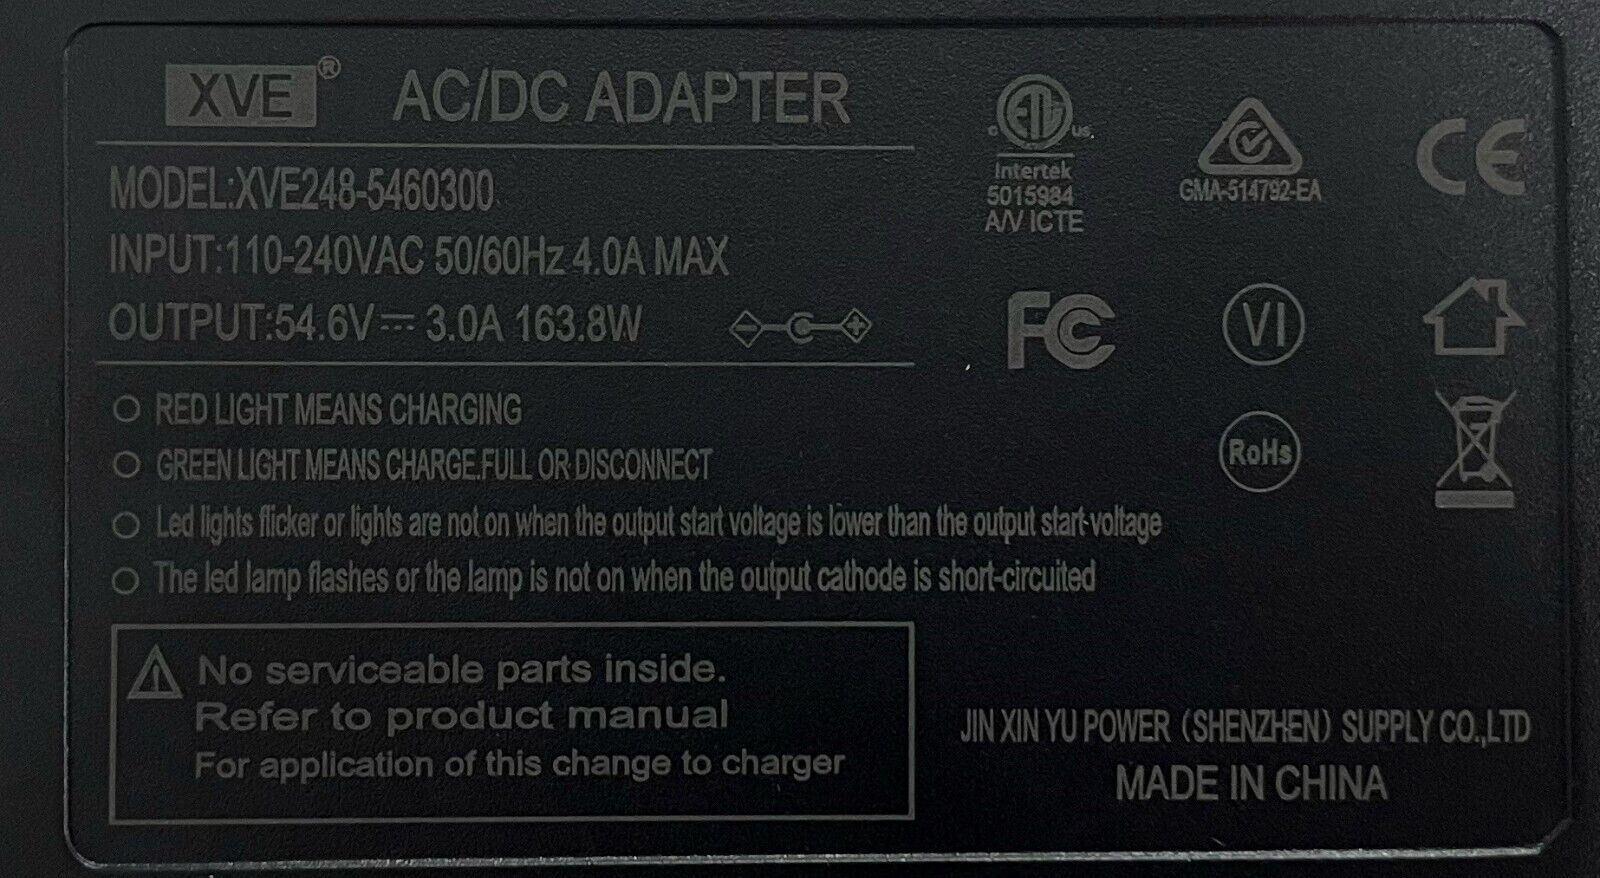 XVE® AC/DC ADAPTER
MODEL:XVE248-5460300
INPUT:110-240VAC 50/60Hz 4.0A MAX
OUTPUT:54.6V⎓ 3.0A 163.8W
RED LIGHT MEANS CHARGING
GREEN LIGHT MEANS CHARGE.FULL OR DISCONNECT
Led lights flicker or lights are not on when the output start voltage is lower than the output start voltage
The led lamp flashes or the lamp is not on when the output cathode is short-circuited
No serviceable parts inside.
Refer to product manual
For application of this change to charger
c ETL us
Intertek
5015984
A/V ICTE
GMA-514792-EA
CE
FC
VI
RoHs
JIN XIN YU POWER (SHENZHEN) SUPPLY CO.,LTD
MADE IN CHINA